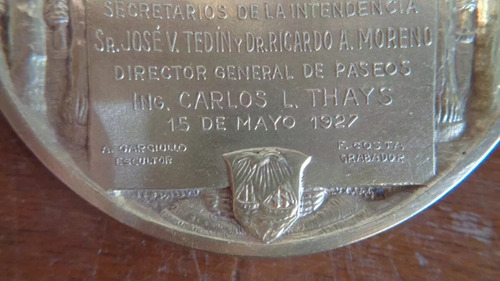 SECRETARIOS DE LA INTENDENCIA
SR. JOSÉ V. TEDÍN Y DR. RICARDO A. MORENO
DIRECTOR GENERAL DE PASEOS
ING. CARLOS L. THAYS
15 DE MAYO 1927
A. GARGIULLO F. COSTA
ESCULTOR GRABADOR